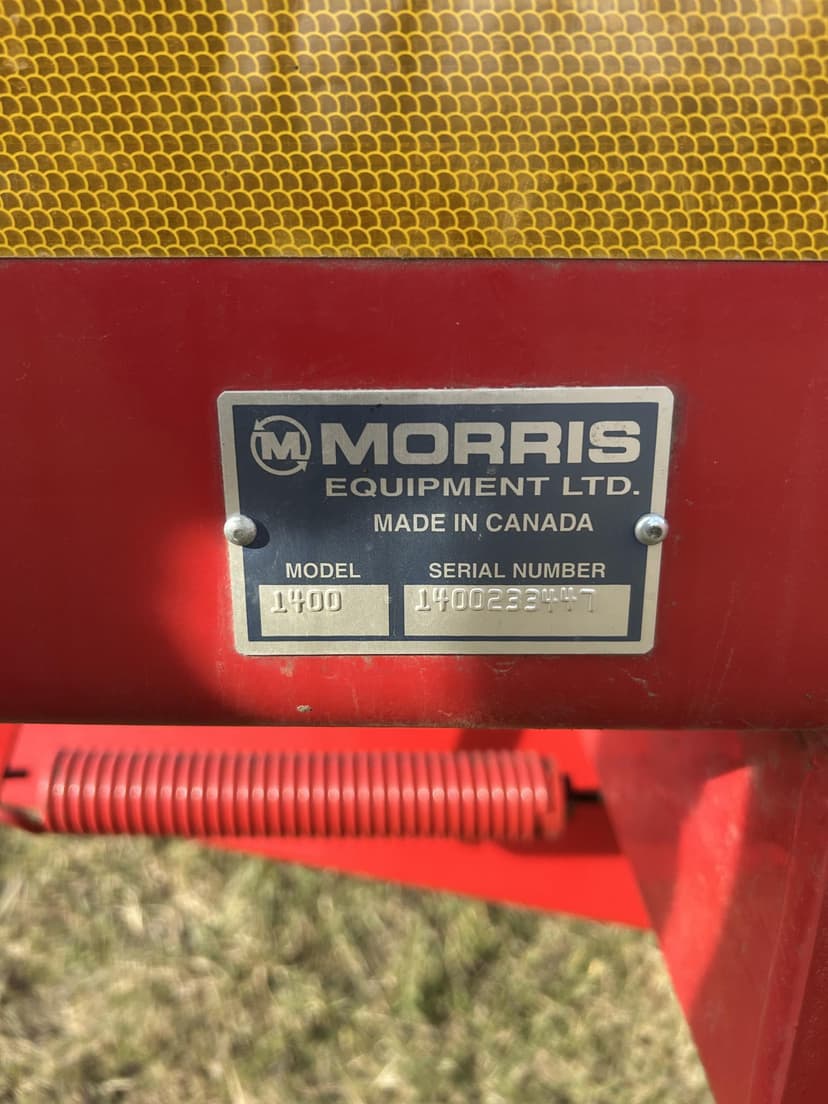 M MORRIS
EQUIPMENT LTD.
MADE IN CANADA
MODEL SERIAL NUMBER
1400 1400233447